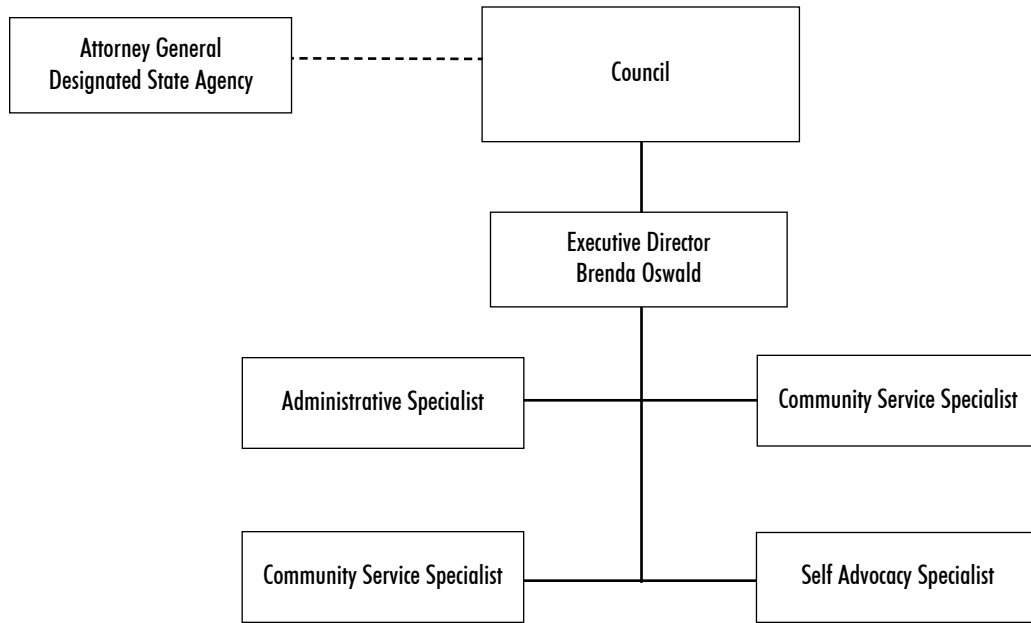 Attorney General
Designated State Agency
Council
Executive Director
Brenda Oswald
Administrative Specialist
Community Service Specialist
Community Service Specialist
Self Advocacy Specialist